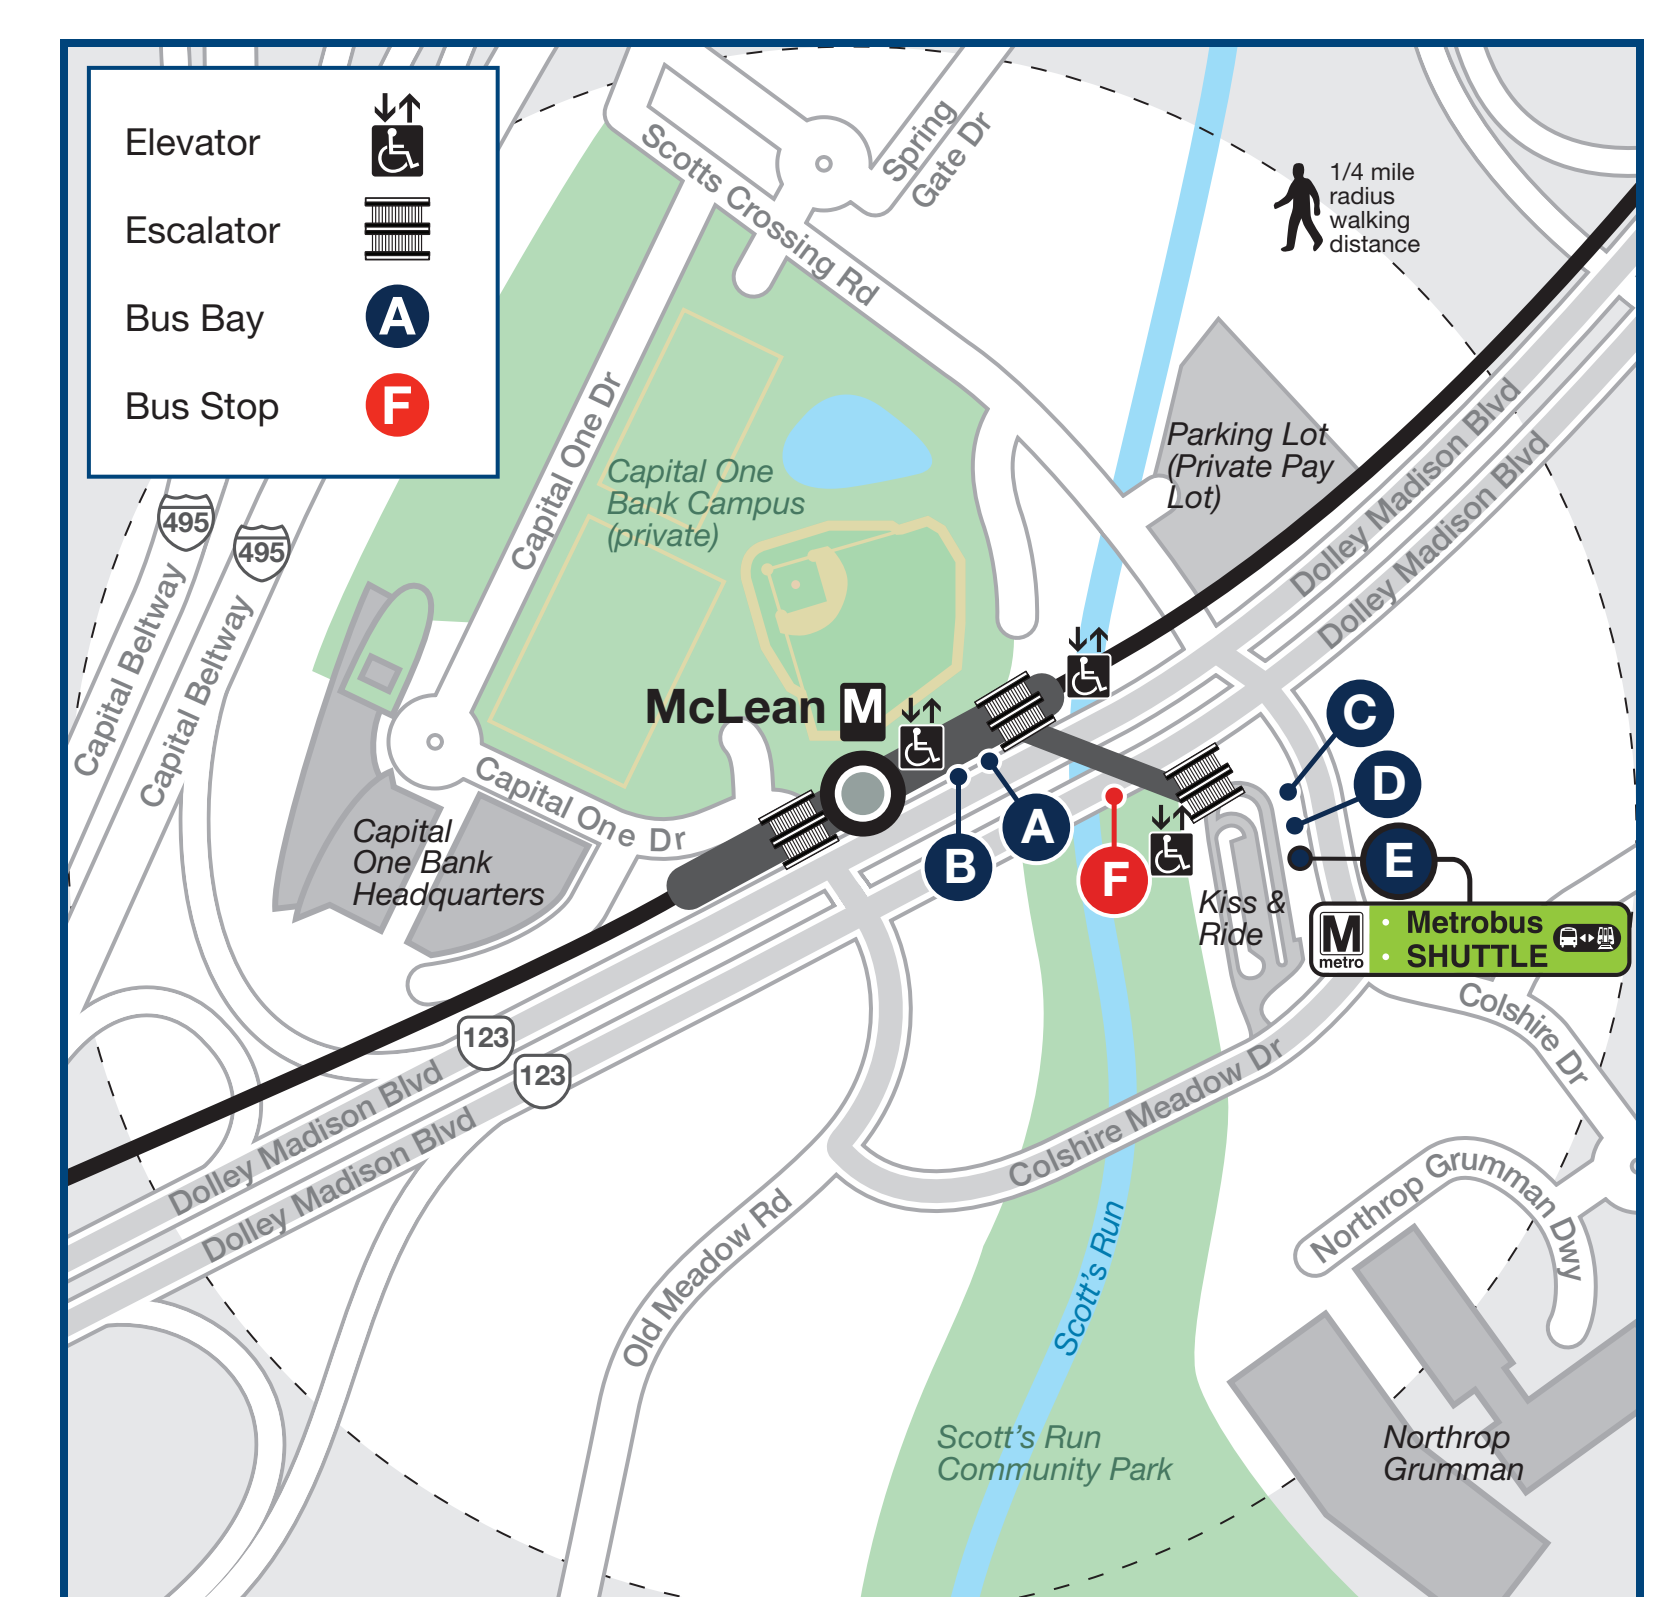 Elevator
Escalator
Bus Bay
A
Bus Stop
F
Scotts Crossing Rd
Spring
Gate Dr
1/4 mile
radius
walking
distance
Capital One Dr
Capital One
Bank Campus
(private)
Parking Lot
(Private Pay
Lot)
Dolley Madison Blvd
Dolley Madison Blvd
495
495
Capital Beltway
Capital Beltway
McLean
M
Capital One Dr
Capital
One Bank
Headquarters
C
D
A
B
F
E
Kiss &
Ride
M
metro
• Metrobus
• SHUTTLE
Colshire Dr
123
123
Dolley Madison Blvd
Dolley Madison Blvd
Colshire Meadow Dr
Old Meadow Rd
Scott's Run
Northrop Grumman Dwy
Scott's Run
Community Park
Northrop
Grumman